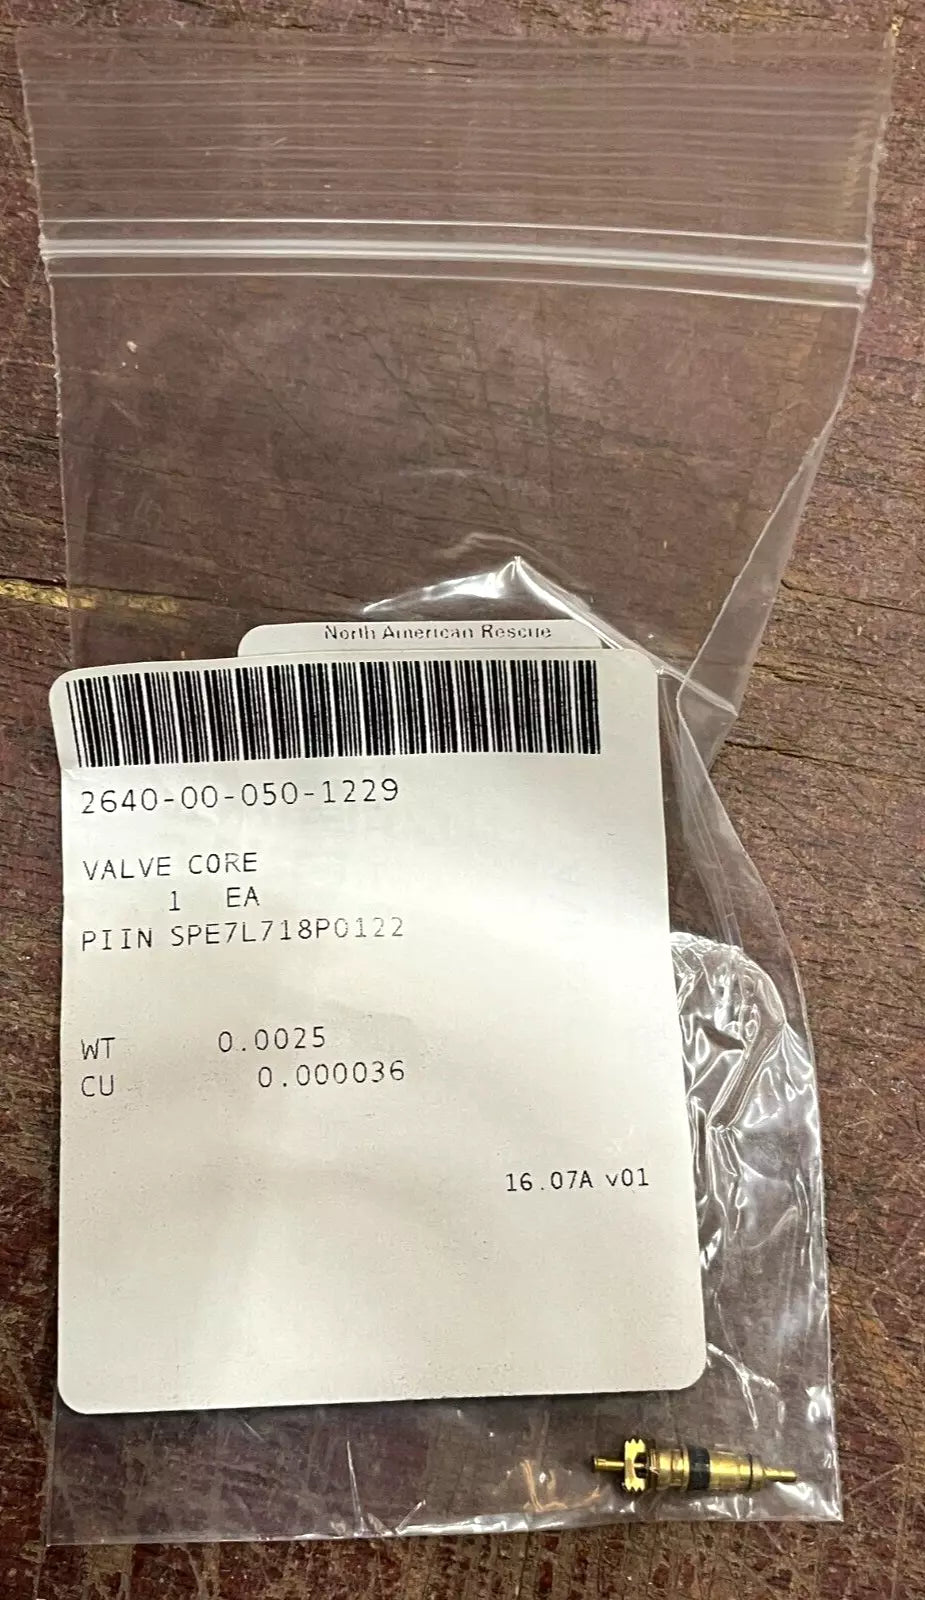 North American Rescue
2640-00-050-1229
VALVE CORE
1 EA
PIIN SPE7L718P0122
WT 0.0025
CU 0.000036
16.07A v01